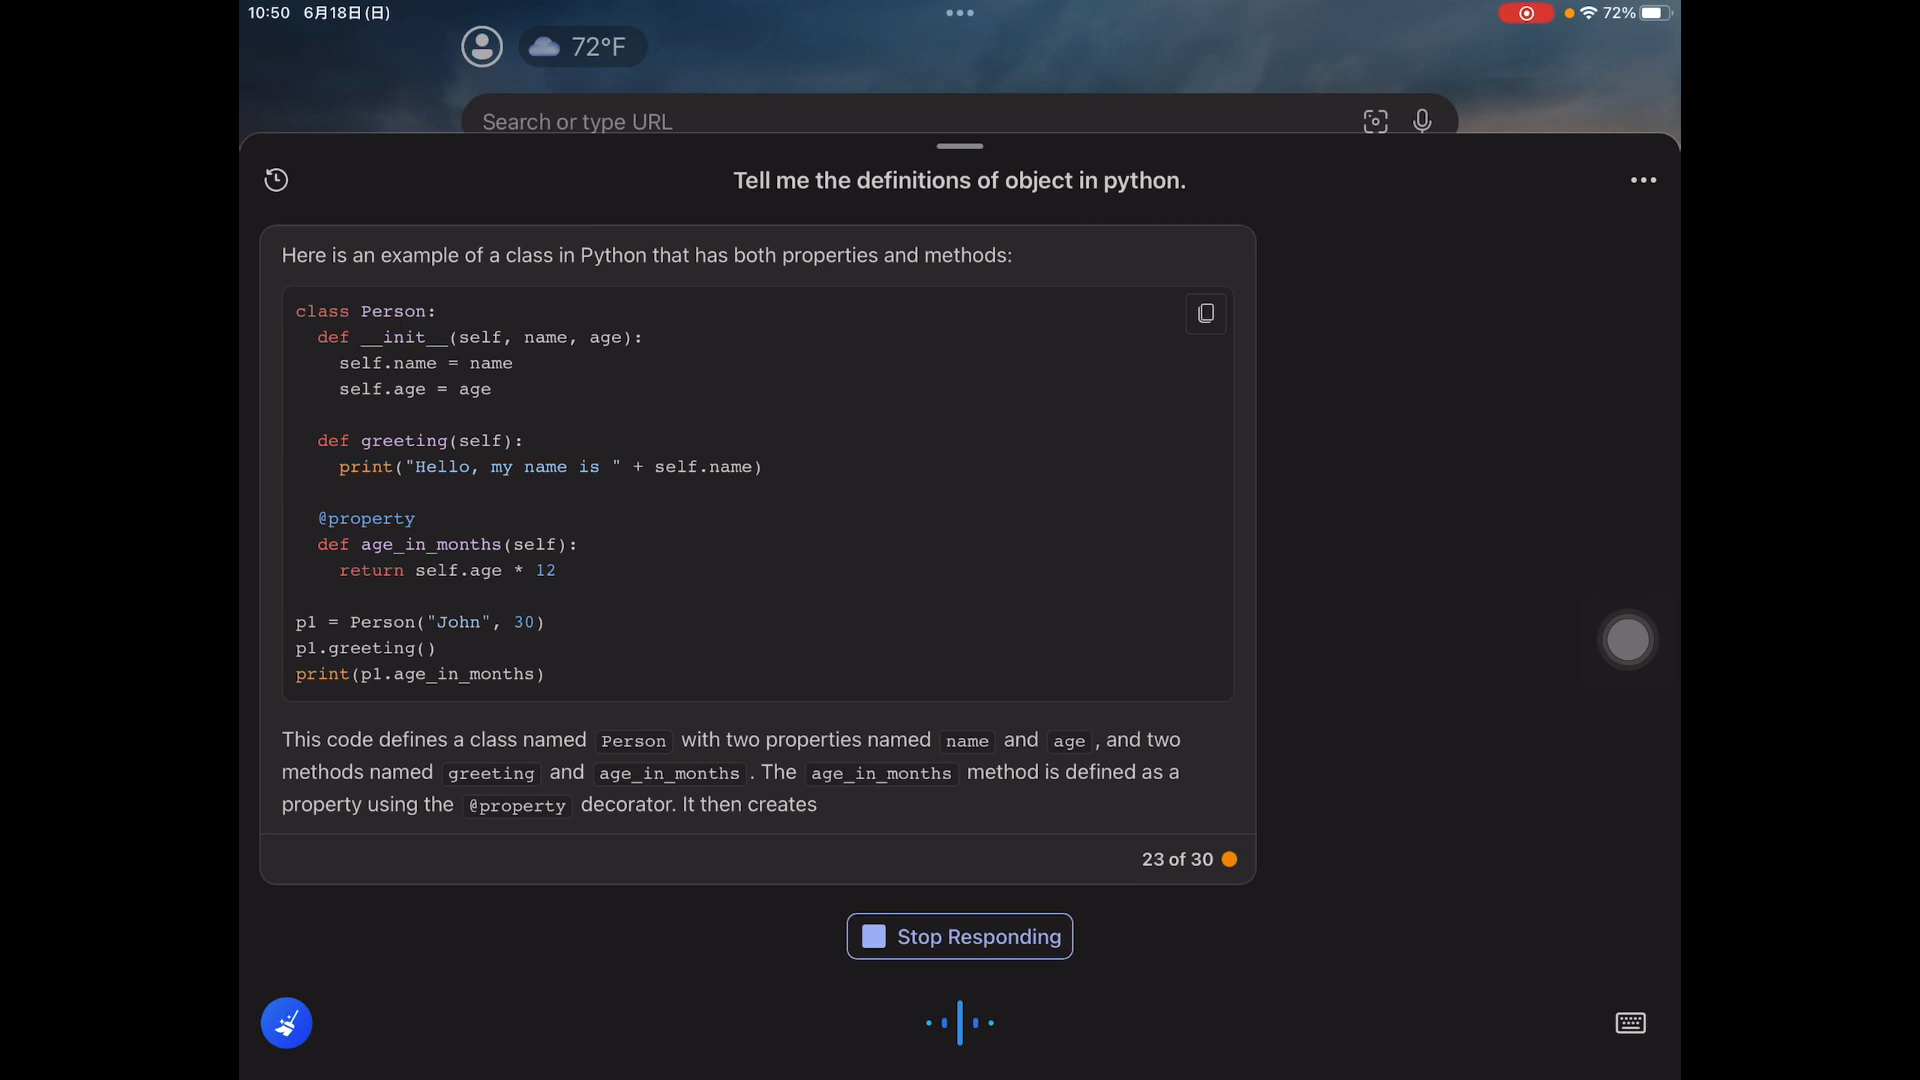 10:50 6月18日(日)
72%
72°F
Search or type URL
Tell me the definitions of object in python.
Here is an example of a class in Python that has both properties and methods:
class Person:
  def __init__(self, name, age):
    self.name = name
    self.age = age
  def greeting(self):
    print("Hello, my name is " + self.name)
  @property
  def age_in_months(self):
    return self.age * 12
p1 = Person("John", 30)
p1.greeting()
print(p1.age_in_months)
This code defines a class named Person with two properties named name and age, and two
methods named greeting and age_in_months. The age_in_months method is defined as a
property using the @property decorator. It then creates
23 of 30
Stop Responding